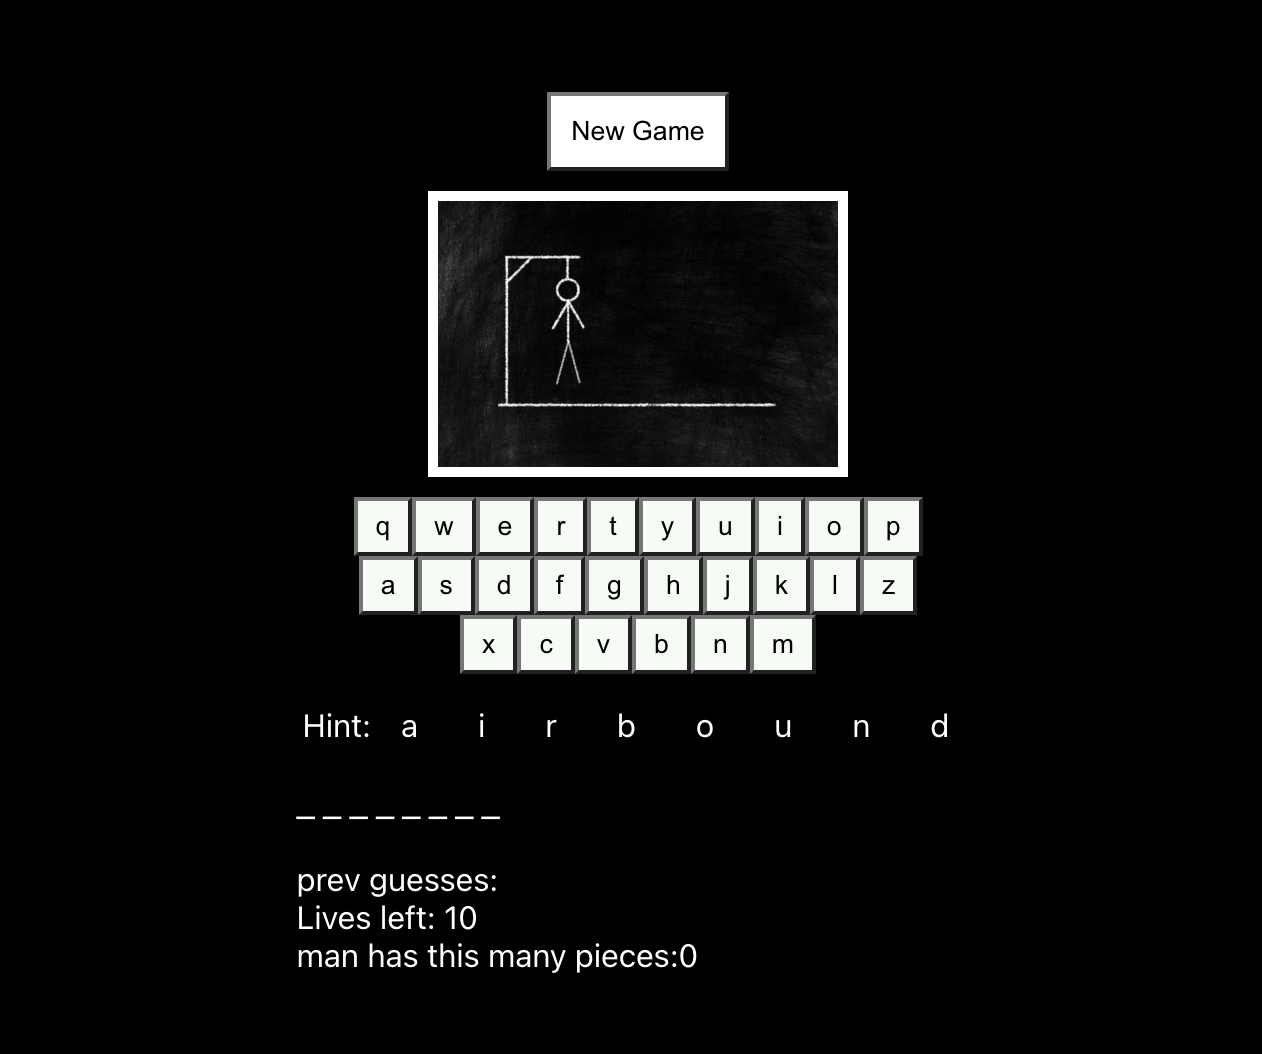 New Game
q w e r t y u i o p
a s d f g h j k l z
x c v b n m
Hint: a i r b o u n d
_ _ _ _ _ _ _ _
prev guesses:
Lives left: 10
man has this many pieces:0